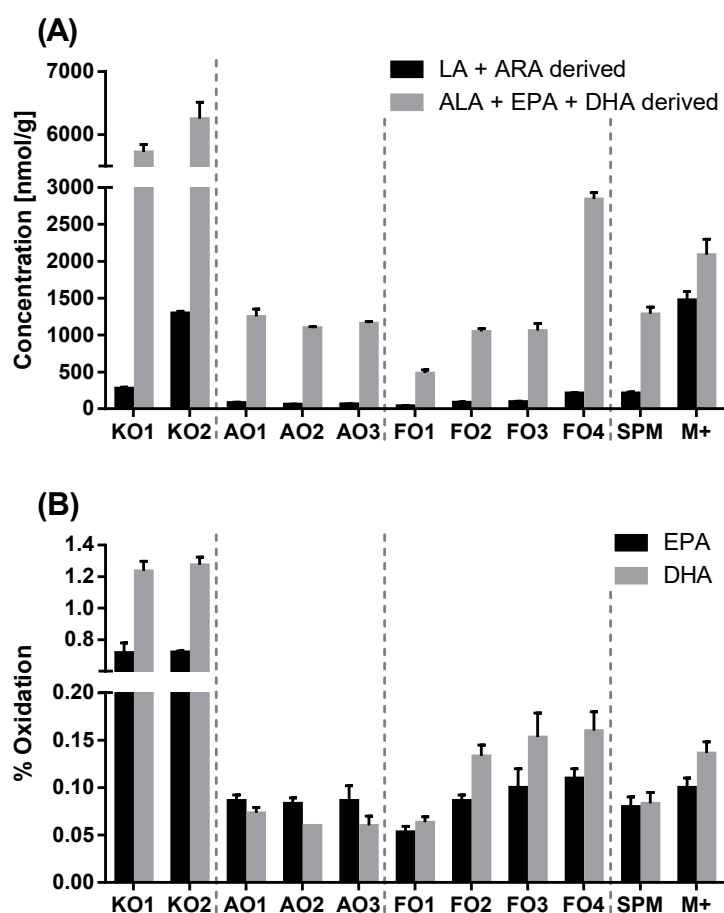 (A)
LA + ARA derived
ALA + EPA + DHA derived
Concentration [nmol/g]
7000
6000
3000
2500
2000
1500
1000
500
0
KO1 KO2 AO1 AO2 AO3 FO1 FO2 FO3 FO4 SPM M+
(B)
EPA
DHA
% Oxidation
1.4
1.2
1.0
0.8
0.20
0.15
0.10
0.05
0.00
KO1 KO2 AO1 AO2 AO3 FO1 FO2 FO3 FO4 SPM M+